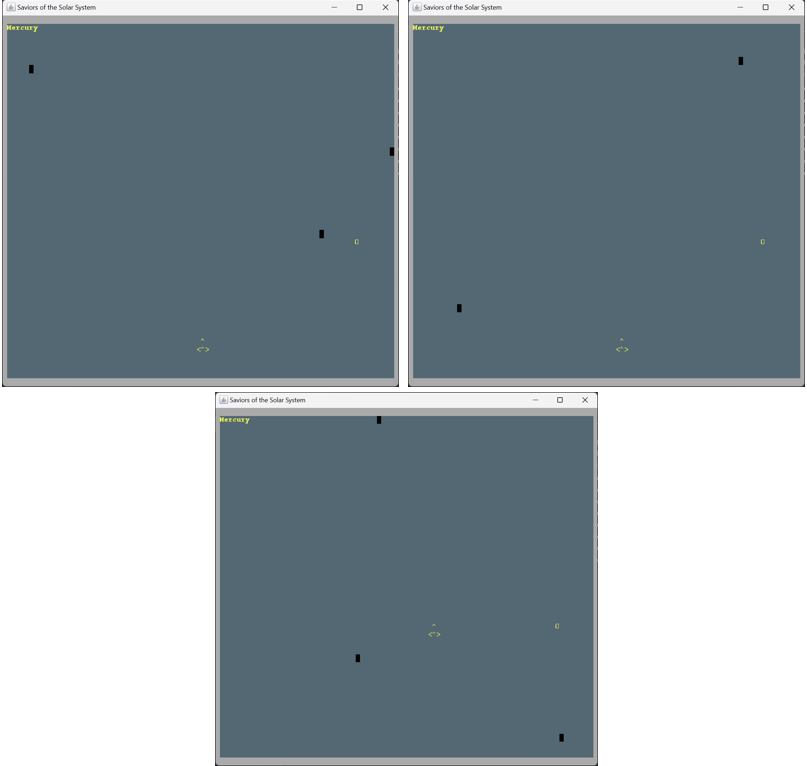 Saviors of the Solar System
Mercury
0
^
<">
Saviors of the Solar System
Mercury
0
^
<">
Saviors of the Solar System
Mercury
^
0
<">